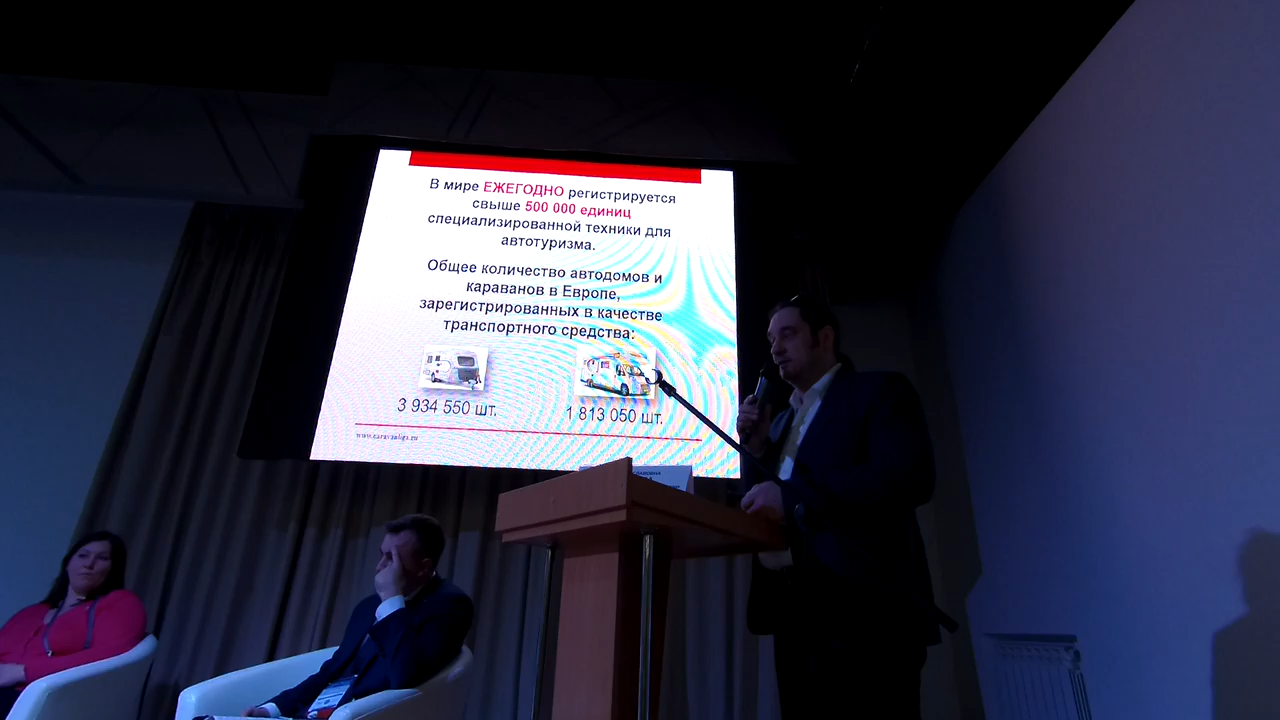 В мире ЕЖЕГОДНО регистрируется
свыше 500 000 единиц
специализированной техники для
автотуризма.
Общее количество автодомов и
караванов в Европе,
зарегистрированных в качестве
транспортного средства:
3 934 550 шт.
1 813 050 шт.